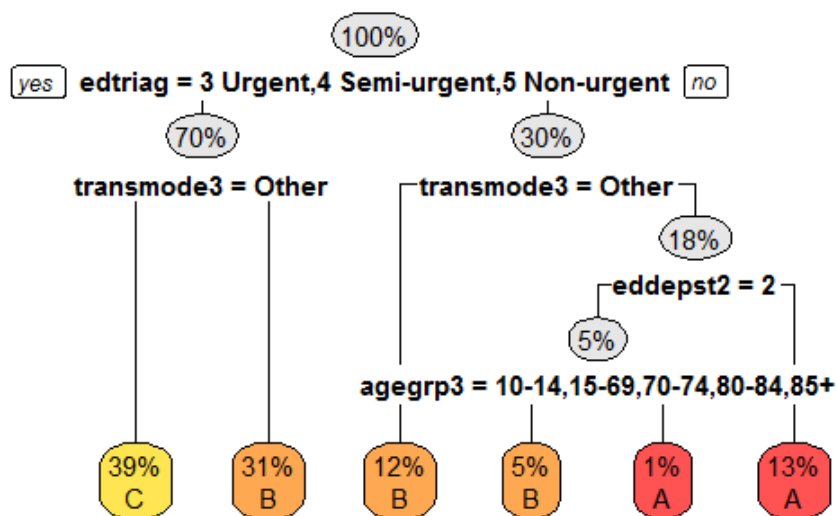 100%
yes edtriag = 3 Urgent,4 Semi-urgent,5 Non-urgent no
70% 30%
transmode3 = Other transmode3 = Other
18%
eddepst2 = 2
5%
agegrp3 = 10-14,15-69,70-74,80-84,85+
39% 31% 12% 5% 1% 13%
C B B B A A